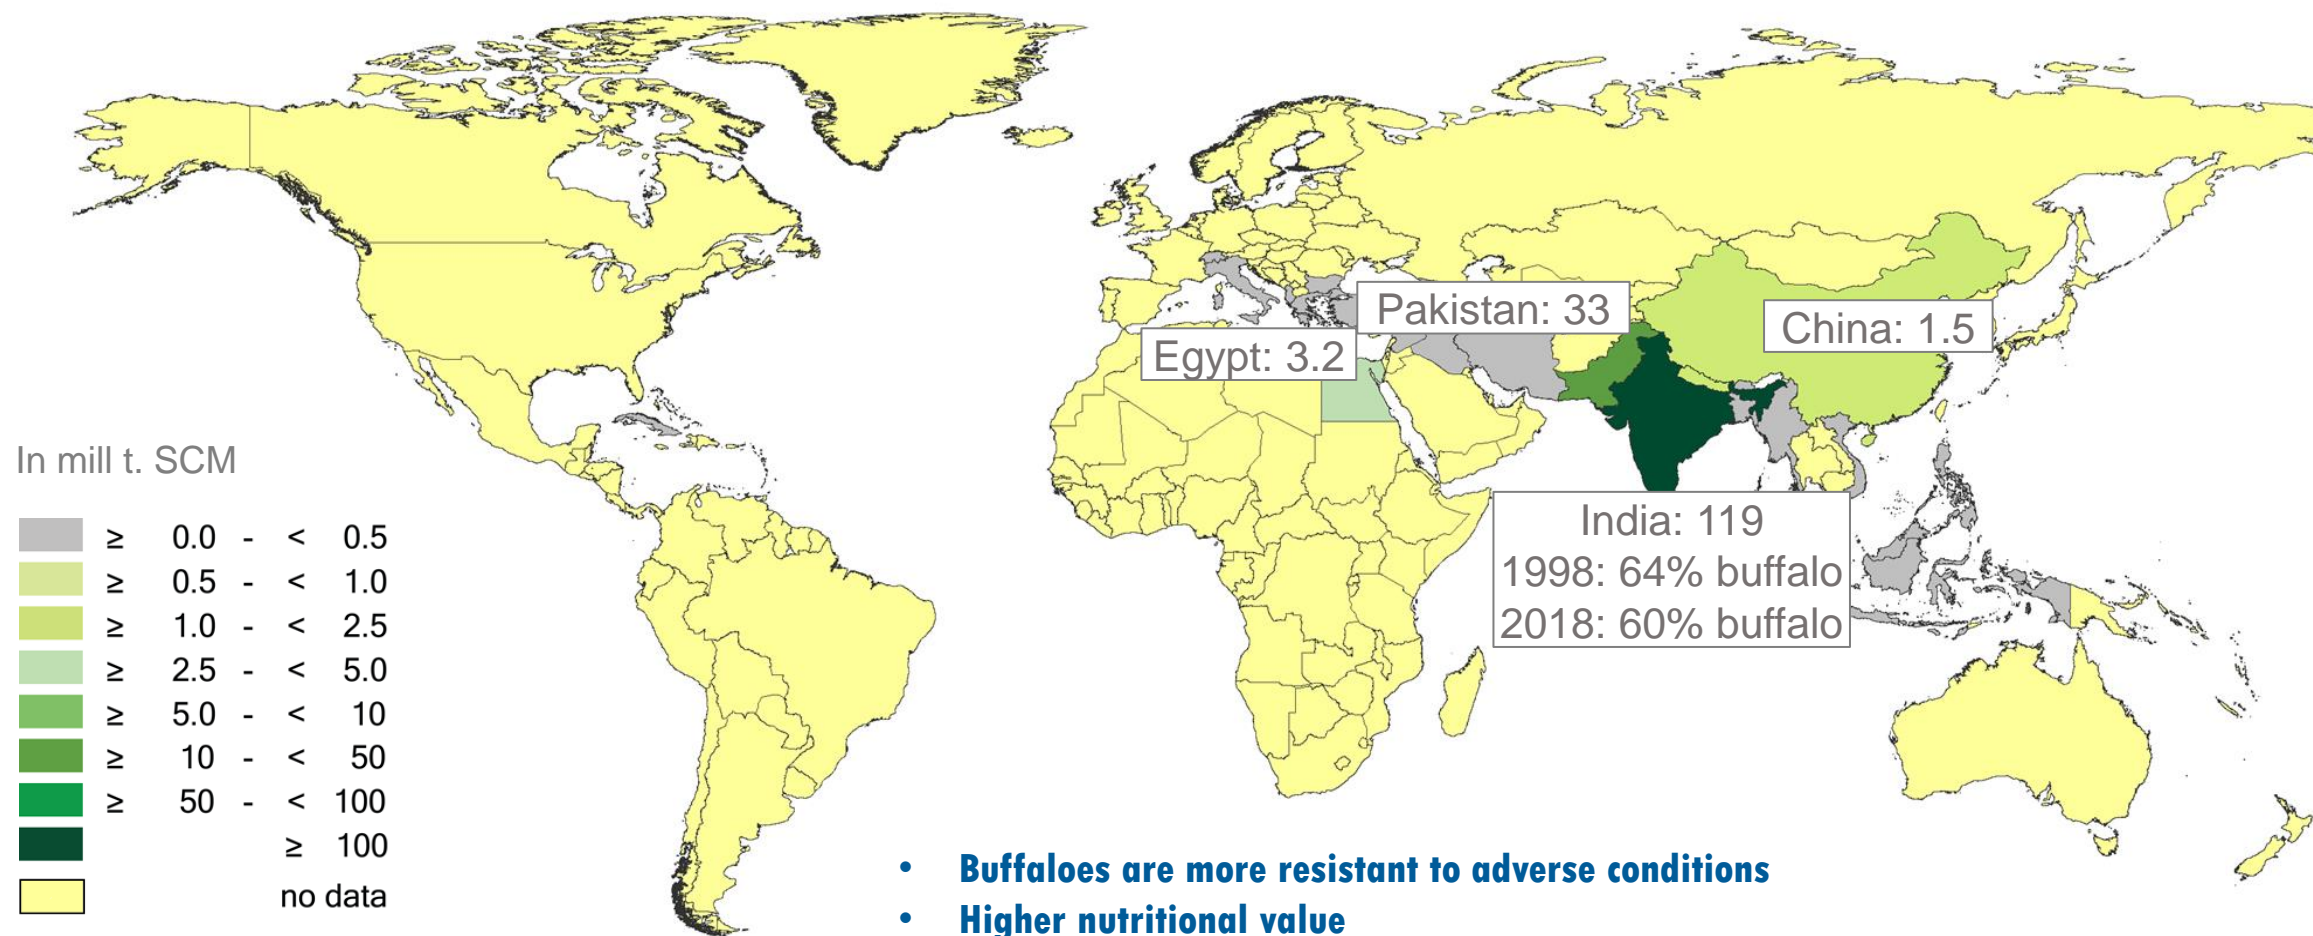 Pakistan: 33
China: 1.5
Egypt: 3.2
In mill t. SCM
≥ 0.0 - < 0.5
≥ 0.5 - < 1.0
≥ 1.0 - < 2.5
≥ 2.5 - < 5.0
≥ 5.0 - < 10
≥ 10 - < 50
≥ 50 - < 100
≥ 100
no data
India: 119
1998: 64% buffalo
2018: 60% buffalo
• Buffaloes are more resistant to adverse conditions
• Higher nutritional value